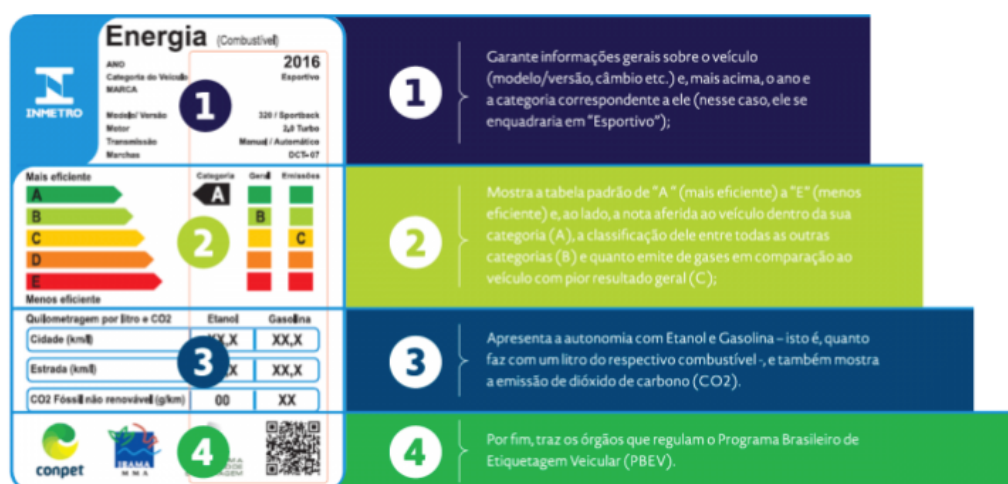 Energia (Combustível)
ANO 2016
Categoria do Veículo Esportivo
MARCA
INMETRO
Modelo/ Versão 320 / Sportback
Motor 2,0 Turbo
Transmissão Manual / Automático
Marchas DCT-07
1
1
Garante informações gerais sobre o veículo
(modelo/versão, câmbio etc.) e, mais acima, o ano e
a categoria correspondente a ele (nesse caso, ele se
enquadraria em "Esportivo");
Mais eficiente
Categoria Geral Emissões
A A
B B
C C
D
E
Menos eficiente
2
2
Mostra a tabela padrão de "A " (mais eficiente) a "E" (menos
eficiente) e, ao lado, a nota aferida ao veículo dentro da sua
categoria (A), a classificação dele entre todas as outras
categorias (B) e quanto emite de gases em comparação ao
veículo com pior resultado geral (C);
Quilometragem por litro e CO2 Etanol Gasolina
Cidade (km/l) XX,X XX,X
Estrada (km/l) XX,X
CO2 Fóssil não renovável (g/km) 00 XX
3
3
Apresenta a autonomia com Etanol e Gasolina – isto é, quanto
faz com um litro do respectivo combustível -, e também mostra
a emissão de dióxido de carbono (CO2).
conpet
IBAMA
M M A
4
4
Por fim, traz os órgãos que regulam o Programa Brasileiro de
Etiquetagem Veicular (PBEV).